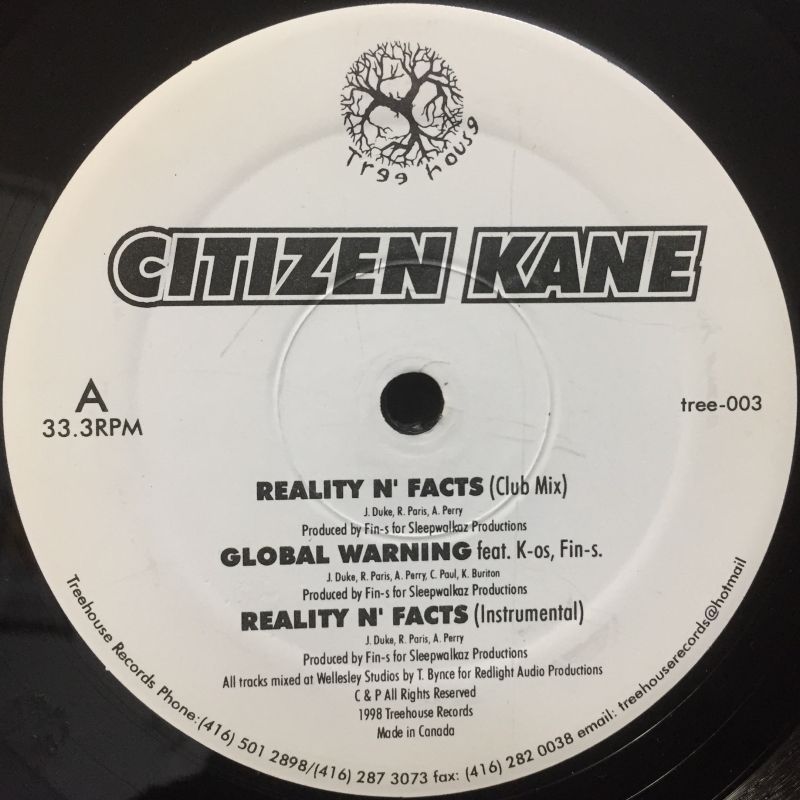 Tree house
CITIZEN KANE
A
33.3RPM
tree-003
REALITY N' FACTS (Club Mix)
J. Duke, R. Paris, A. Perry
Produced by Fin-s for Sleepwalkaz Productions
GLOBAL WARNING feat. K-os, Fin-s.
J. Duke, R. Paris, A. Perry, C. Paul, K. Buriton
Produced by Fin-s for Sleepwalkaz Productions
REALITY N' FACTS (Instrumental)
J. Duke, R. Paris, A. Perry
Produced by Fin-s for Sleepwalkaz Productions
All tracks mixed at Wellesley Studios by T. Bynce for Redlight Audio Productions
C & P All Rights Reserved
1998 Treehouse Records
Made in Canada
Treehouse Records Phone:(416) 501 2898/(416) 287 3073 fax: (416) 282 0038 email: treehouserecords@hotmail